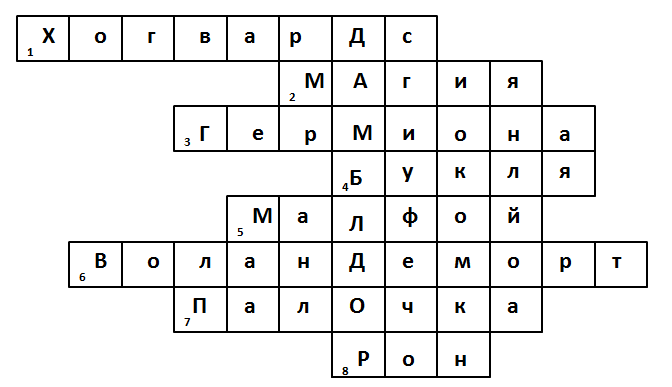 1 Х о г в а р Д с
2 М А г и я
3 Г е р М и о н а
4 Б у к л я
5 М а Л ф о й
6 В о л а н Д е м о р т
7 П а л О ч к а
8 Р о н